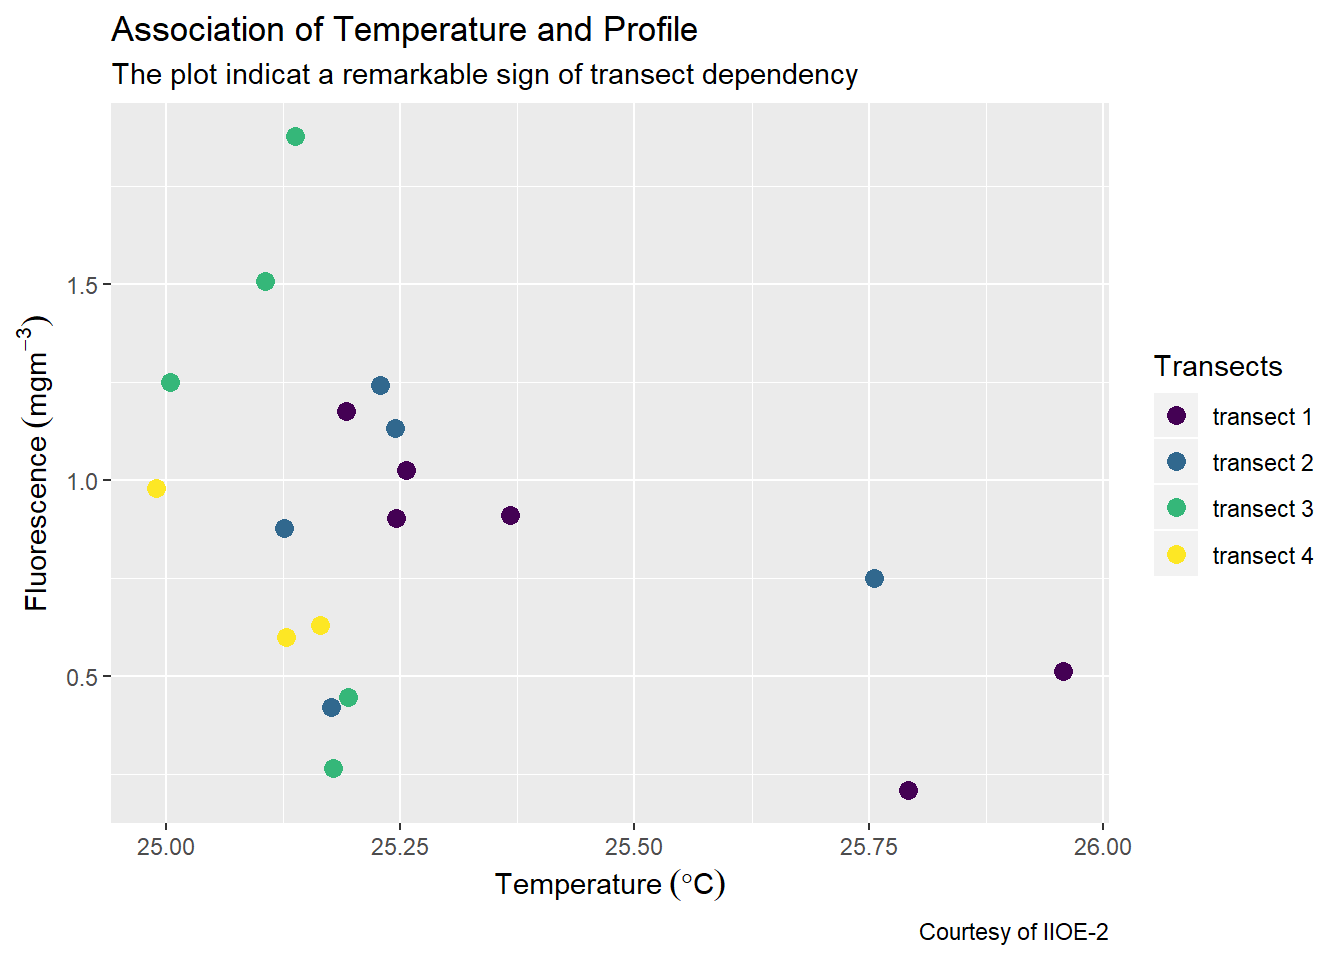 Association of Temperature and Profile
The plot indicat a remarkable sign of transect dependency
1.5
1.0
0.5
Fluorescence (mgm⁻³)
25.00 25.25 25.50 25.75 26.00
Temperature (°C)
Transects
transect 1
transect 2
transect 3
transect 4
Courtesy of IIOE-2